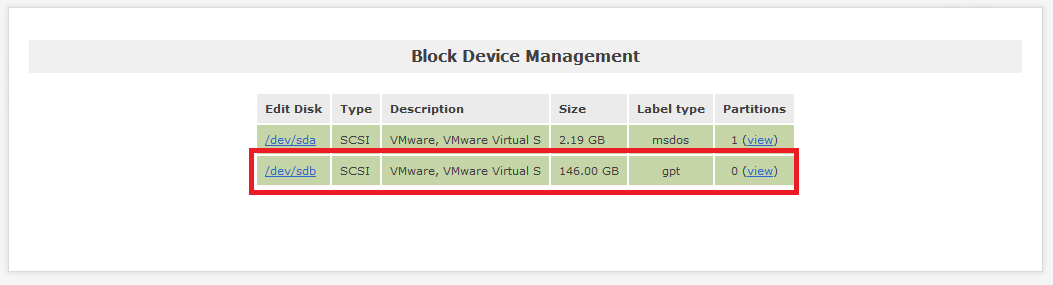 Block Device Management
Edit Disk Type Description Size Label type Partitions
/dev/sda SCSI VMware, VMware Virtual S 2.19 GB msdos 1 (view)
/dev/sdb SCSI VMware, VMware Virtual S 146.00 GB gpt 0 (view)